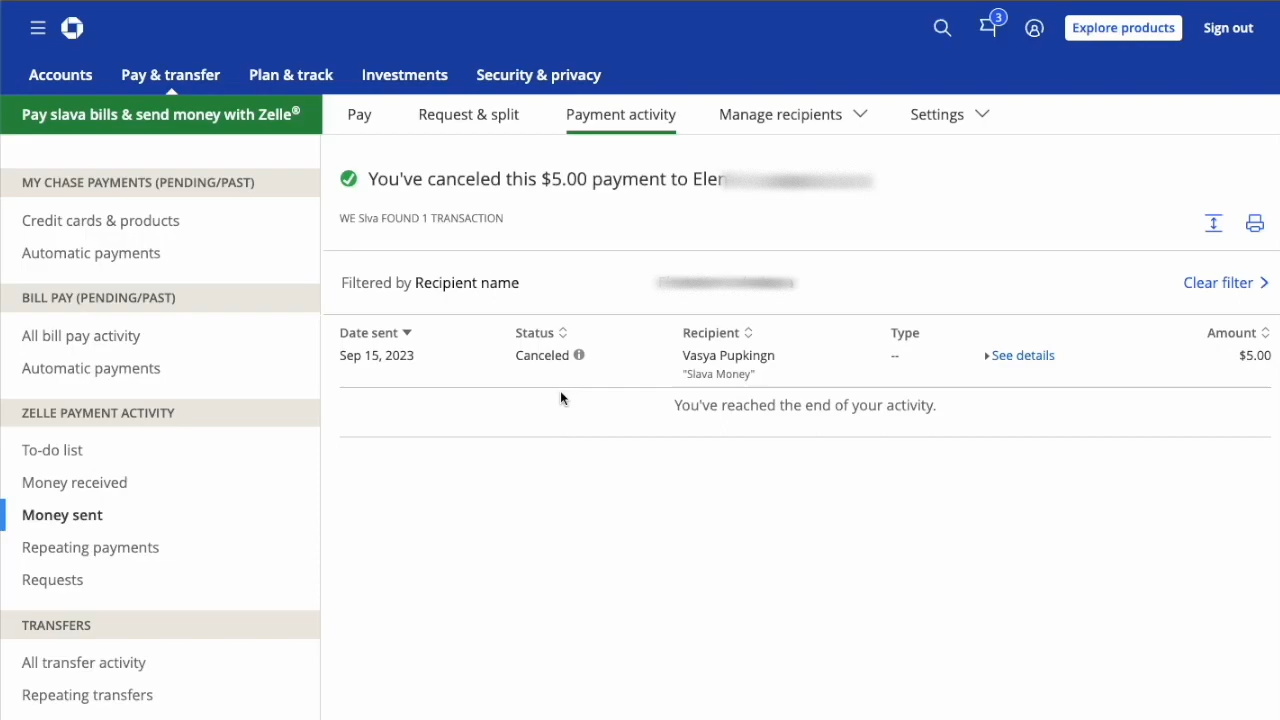 3
Explore products
Sign out
Accounts
Pay & transfer
Plan & track
Investments
Security & privacy
Pay slava bills & send money with Zelle®
Pay
Request & split
Payment activity
Manage recipients
Settings
MY CHASE PAYMENTS (PENDING/PAST)
Credit cards & products
Automatic payments
BILL PAY (PENDING/PAST)
All bill pay activity
Automatic payments
ZELLE PAYMENT ACTIVITY
To-do list
Money received
Money sent
Repeating payments
Requests
TRANSFERS
All transfer activity
Repeating transfers
You've canceled this $5.00 payment to
WE Slva FOUND 1 TRANSACTION
Filtered by Recipient name
Clear filter
Date sent Status Recipient Type Amount
Sep 15, 2023 Canceled Vasya Pupkingn -- See details $5.00
"Slava Money"
You've reached the end of your activity.